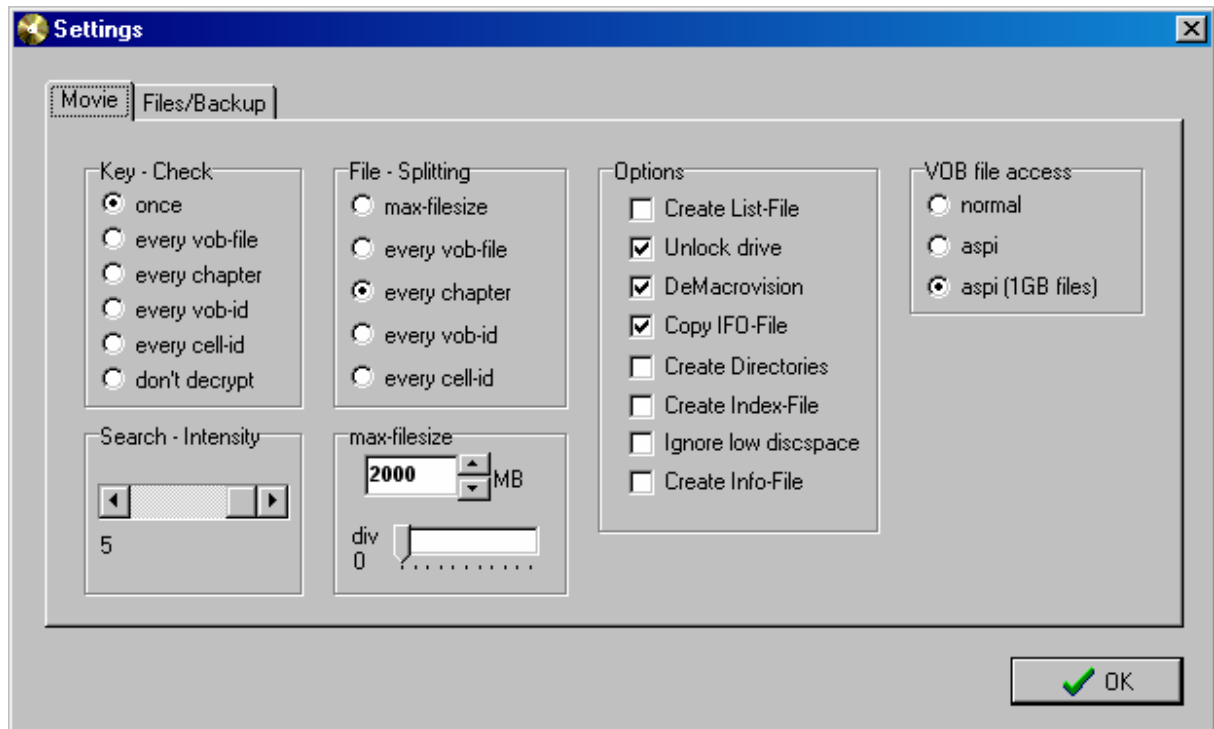 Settings
Movie
Files/Backup
Key - Check
once
every vob-file
every chapter
every vob-id
every cell-id
don't decrypt
Search - Intensity
5
File - Splitting
max-filesize
every vob-file
every chapter
every vob-id
every cell-id
max-filesize
2000 MB
div
0
Options
Create List-File
Unlock drive
DeMacrovision
Copy IFO-File
Create Directories
Create Index-File
Ignore low discspace
Create Info-File
VOB file access
normal
aspi
aspi (1GB files)
OK